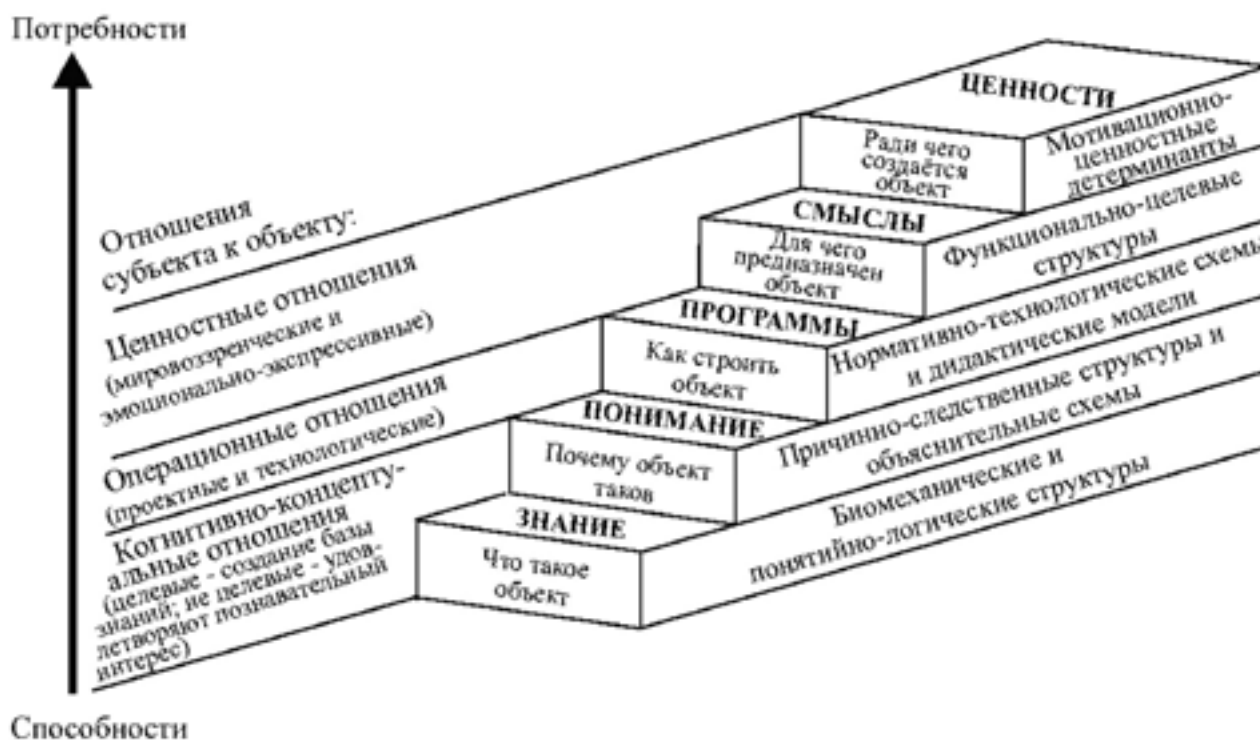 Потребности
ЦЕННОСТИ
Ради чего
создаётся
объект
Мотивационно-
ценностные
детерминанты
Отношения
субъекта к объекту:
СМЫСЛЫ
Для чего
предназначен
объект
Функционально-целевые
структуры
Ценностные отношения
(мировоззренческие и
эмоционально-экспрессивные)
ПРОГРАММЫ
Как строить
объект
Нормативно-технологические схемы
и дидактические модели
Операционные отношения
(проектные и технологические)
ПОНИМАНИЕ
Почему объект
таков
Причинно-следственные структуры и
объяснительные схемы
Когнитивно-концепту-
альные отношения
(целевые - создание базы
знаний; не целевые - удов-
летворяют познавательный
интерес)
ЗНАНИЕ
Что такое
объект
Биомеханические и
понятийно-логические структуры
Способности